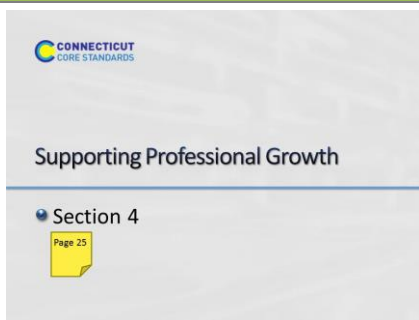 CONNECTICUT
CORE STANDARDS
Supporting Professional Growth
Section 4
Page 25